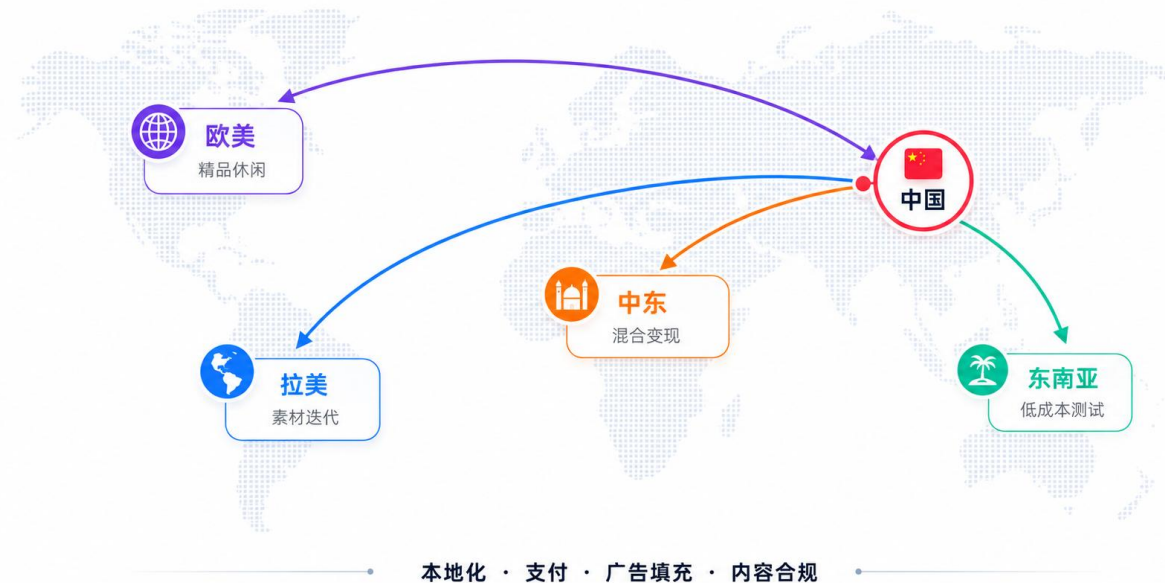 欧美
精品休闲
中国
中东
混合变现
拉美
素材迭代
东南亚
低成本测试
本地化 · 支付 · 广告填充 · 内容合规